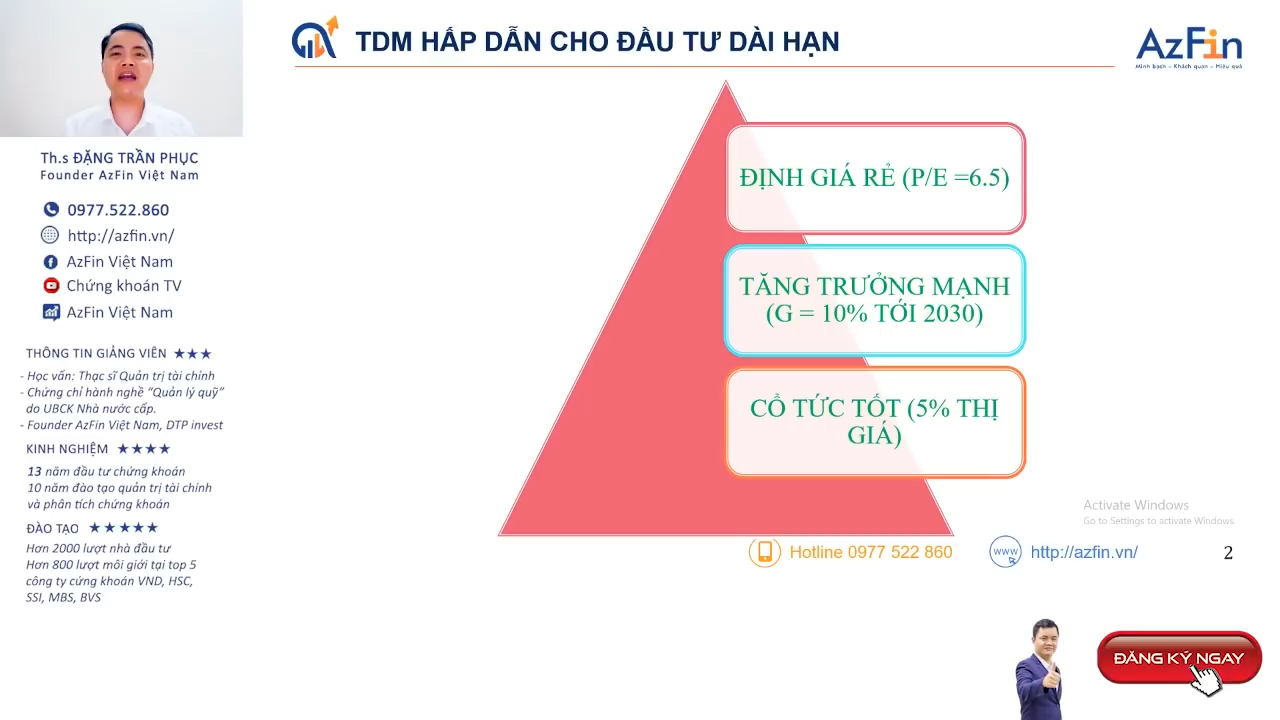 Th.s ĐẶNG TRẦN PHỤC
Founder AzFin Việt Nam
0977.522.860
http://azfin.vn/
AzFin Việt Nam
Chứng khoán TV
AzFin Việt Nam
THÔNG TIN GIẢNG VIÊN ★★★
- Học vấn: Thạc sĩ Quản trị tài chính
- Chứng chỉ hành nghề “Quản lý quỹ”
do UBCK Nhà nước cấp.
- Founder AzFin Việt Nam, DTP invest
KINH NGHIỆM ★★★★
13 năm đầu tư chứng khoán
10 năm đào tạo quản trị tài chính
và phân tích chứng khoán
ĐÀO TẠO ★★★★★
Hơn 2000 lượt nhà đầu tư
Hơn 800 lượt môi giới tại top 5
công ty cứng khoán VND, HSC,
SSI, MBS, BVS
TDM HẤP DẪN CHO ĐẦU TƯ DÀI HẠN
AzFin
Minh bạch – Khách quan – Hiệu quả
ĐỊNH GIÁ RẺ (P/E =6.5)
TĂNG TRƯỞNG MẠNH
(G = 10% TỚI 2030)
CỔ TỨC TỐT (5% THỊ
GIÁ)
Activate Windows
Go to Settings to activate Windows
Hotline 0977 522 860
www
http://azfin.vn/
2
ĐĂNG KÝ NGAY